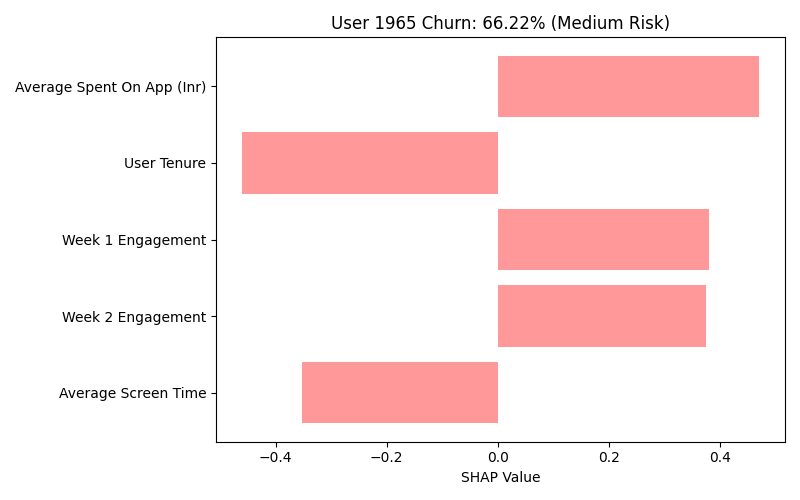 User 1965 Churn: 66.22% (Medium Risk)
Average Spent On App (Inr)
User Tenure
Week 1 Engagement
Week 2 Engagement
Average Screen Time
−0.4 −0.2 0.0 0.2 0.4
SHAP Value